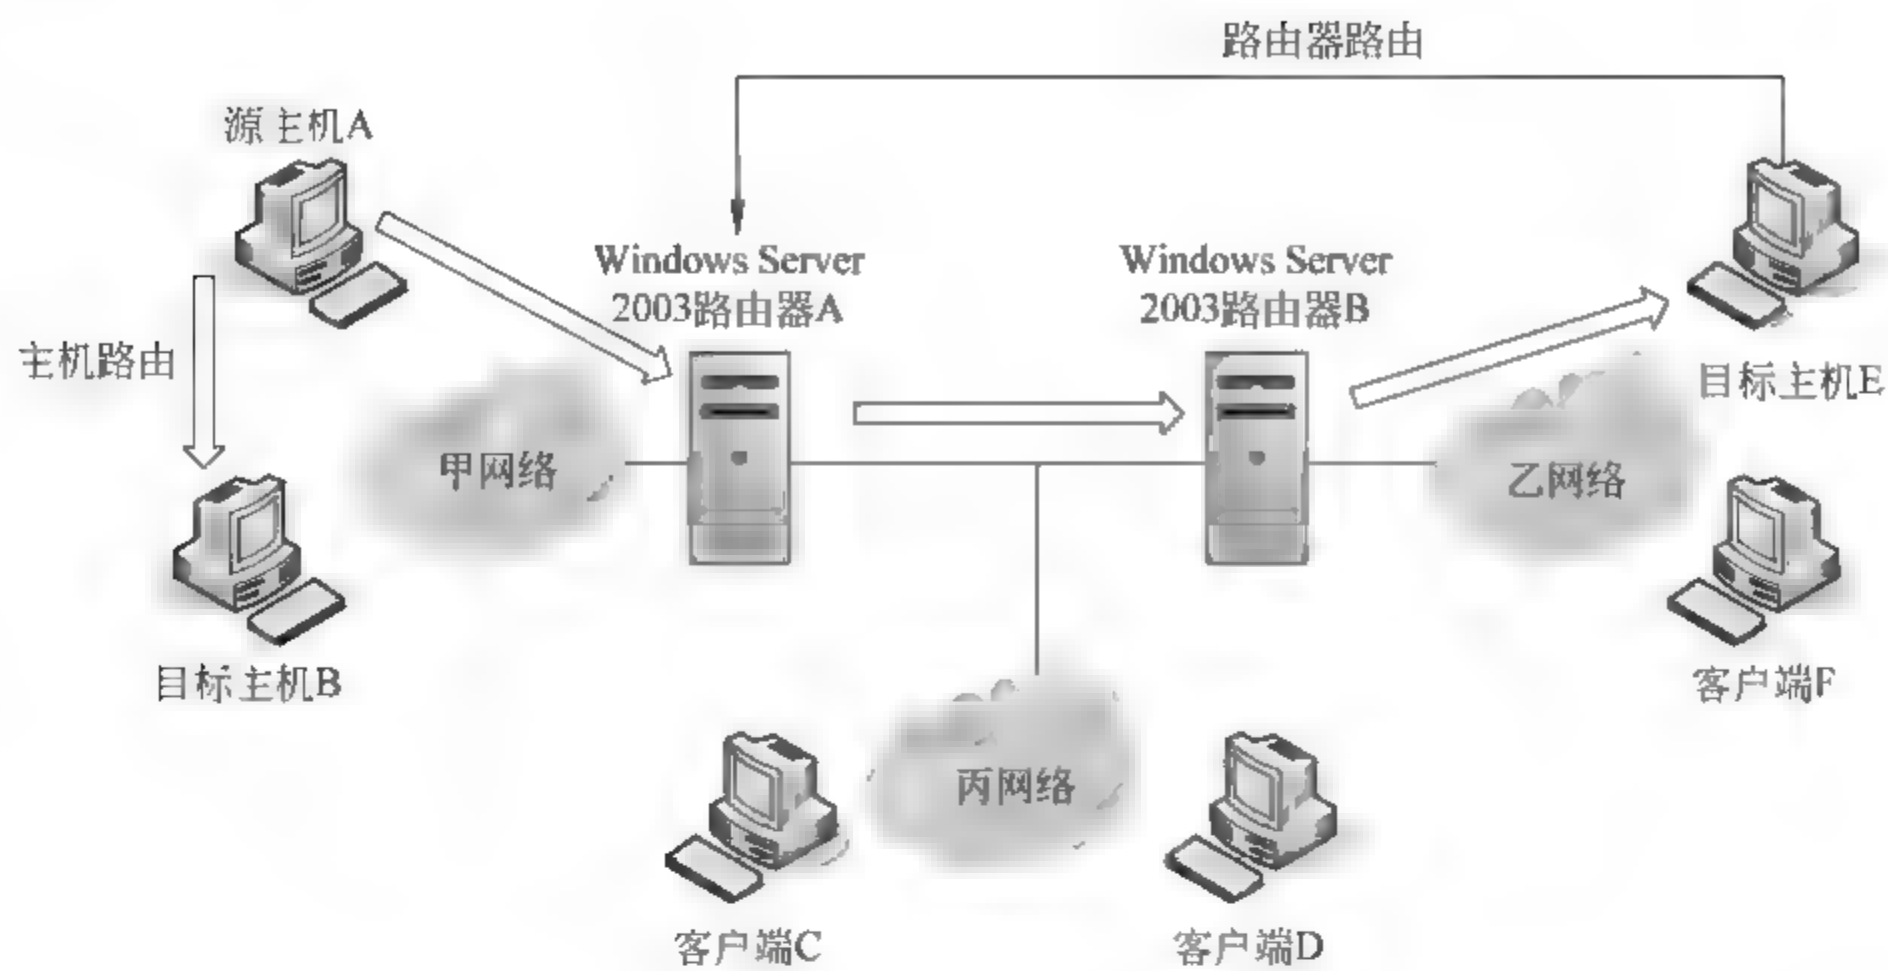 路由器路由
源主机A
Windows Server
2003路由器A
Windows Server
2003路由器B
主机路由
目标主机E
甲网络
乙网络
目标主机B
客户端F
丙网络
客户端C
客户端D